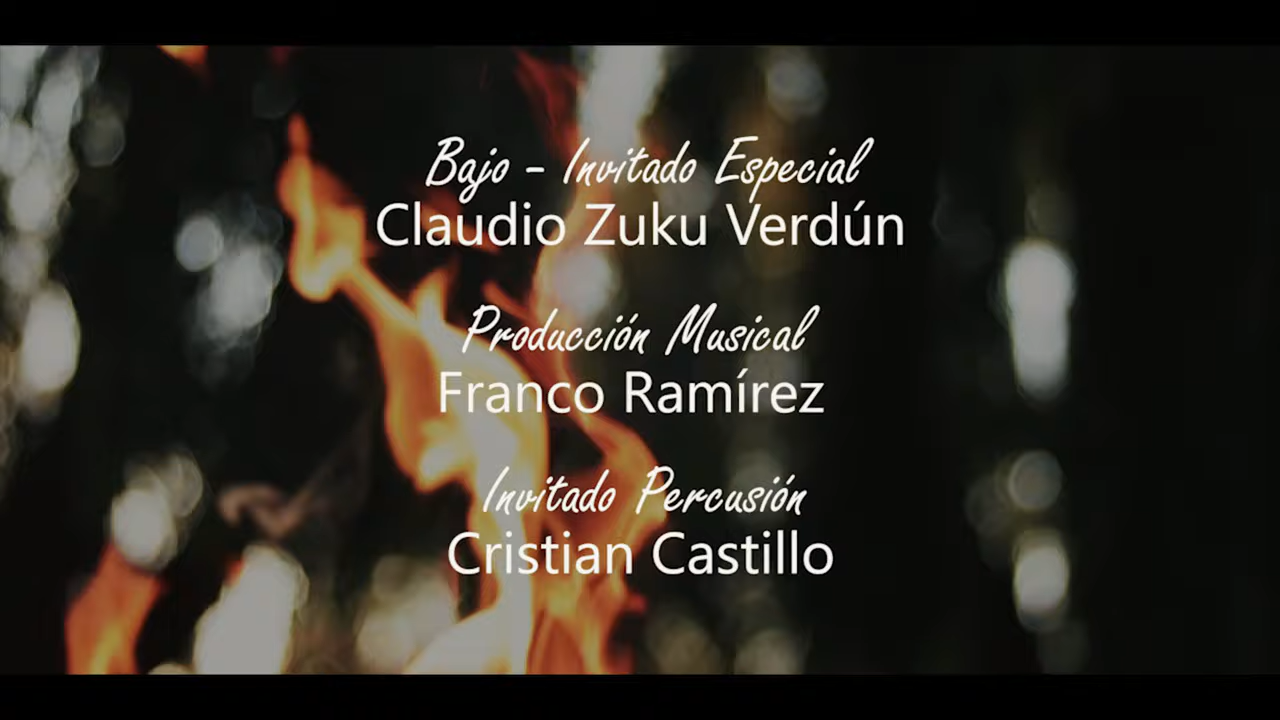 Bajo - Invitado Especial
Claudio Zuku Verdún
Producción Musical
Franco Ramírez
Invitado Percusión
Cristian Castillo